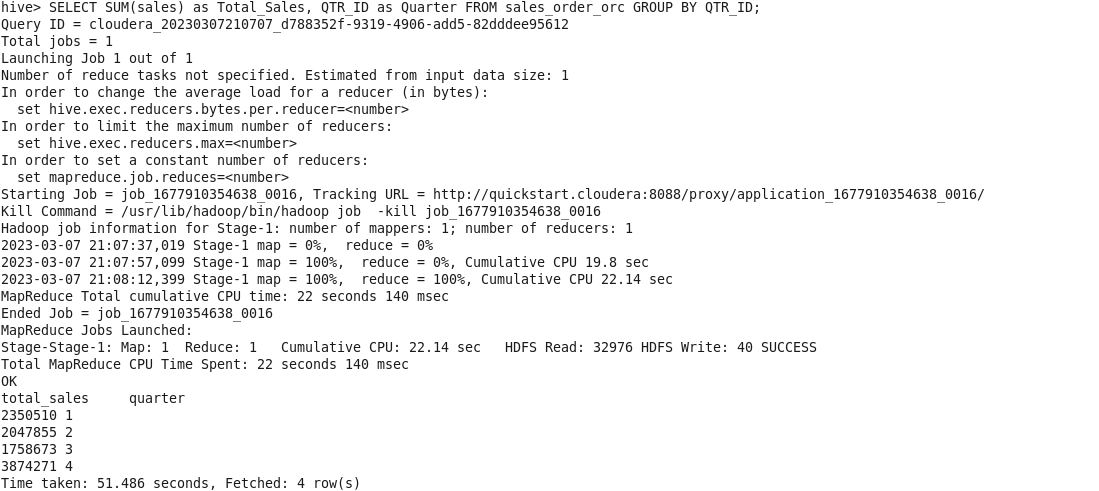 hive> SELECT SUM(sales) as Total_Sales, QTR_ID as Quarter FROM sales_order_orc GROUP BY QTR_ID;
Query ID = cloudera_20230307210707_d788352f-9319-4906-add5-82dddee95612
Total jobs = 1
Launching Job 1 out of 1
Number of reduce tasks not specified. Estimated from input data size: 1
In order to change the average load for a reducer (in bytes):
  set hive.exec.reducers.bytes.per.reducer=<number>
In order to limit the maximum number of reducers:
  set hive.exec.reducers.max=<number>
In order to set a constant number of reducers:
  set mapreduce.job.reduces=<number>
Starting Job = job_1677910354638_0016, Tracking URL = http://quickstart.cloudera:8088/proxy/application_1677910354638_0016/
Kill Command = /usr/lib/hadoop/bin/hadoop job  -kill job_1677910354638_0016
Hadoop job information for Stage-1: number of mappers: 1; number of reducers: 1
2023-03-07 21:07:37,019 Stage-1 map = 0%,  reduce = 0%
2023-03-07 21:07:57,099 Stage-1 map = 100%,  reduce = 0%, Cumulative CPU 19.8 sec
2023-03-07 21:08:12,399 Stage-1 map = 100%,  reduce = 100%, Cumulative CPU 22.14 sec
MapReduce Total cumulative CPU time: 22 seconds 140 msec
Ended Job = job_1677910354638_0016
MapReduce Jobs Launched:
Stage-Stage-1: Map: 1  Reduce: 1   Cumulative CPU: 22.14 sec   HDFS Read: 32976 HDFS Write: 40 SUCCESS
Total MapReduce CPU Time Spent: 22 seconds 140 msec
OK
total_sales     quarter
2350510 1
2047855 2
1758673 3
3874271 4
Time taken: 51.486 seconds, Fetched: 4 row(s)